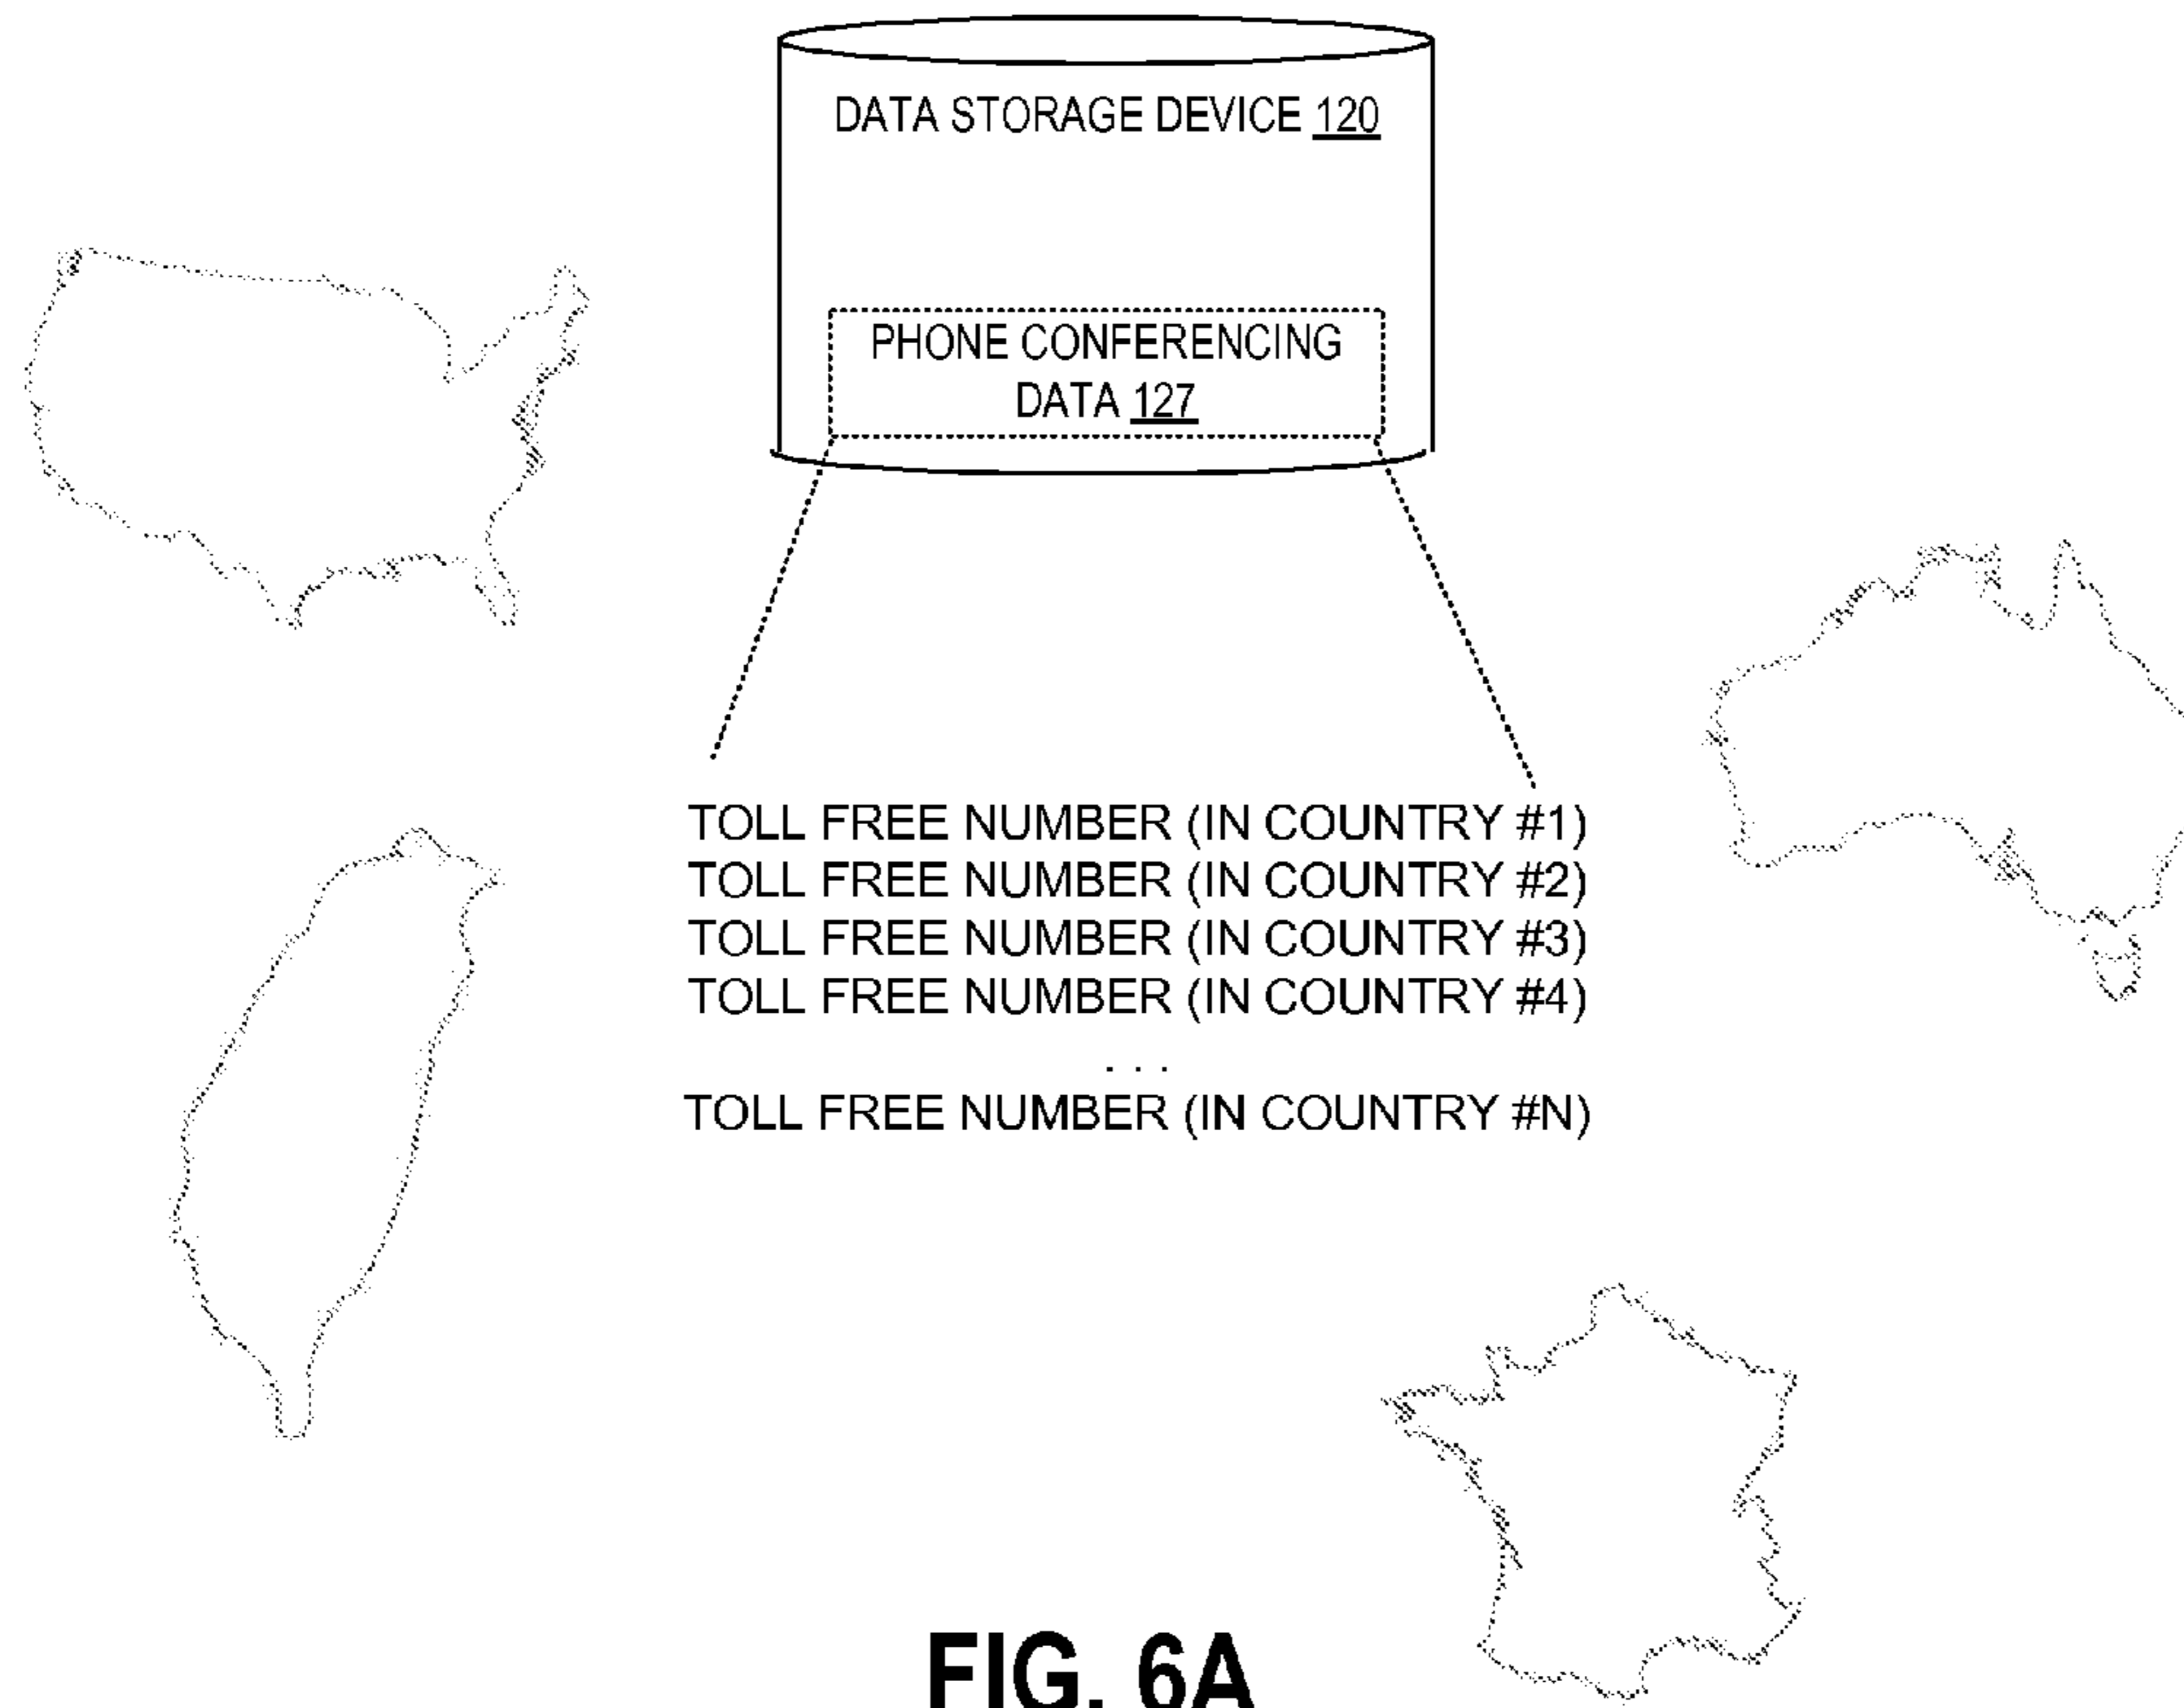 DATA STORAGE DEVICE 120
PHONE CONFERENCING
DATA 127
TOLL FREE NUMBER (IN COUNTRY #1)
TOLL FREE NUMBER (IN COUNTRY #2)
TOLL FREE NUMBER (IN COUNTRY #3)
TOLL FREE NUMBER (IN COUNTRY #4)
. . .
TOLL FREE NUMBER (IN COUNTRY #N)
FIG. 6A